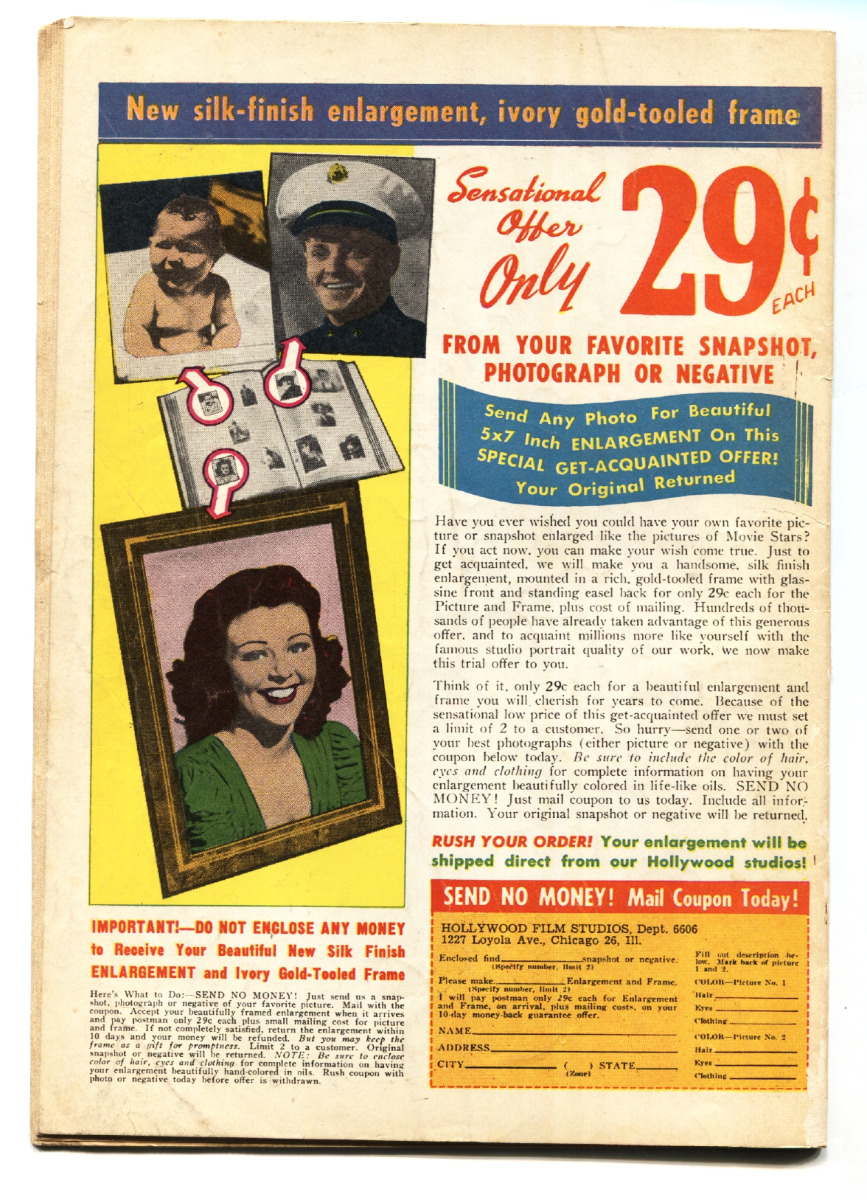 New silk-finish enlargement, ivory gold-tooled frame
Sensational
Offer
Only
29¢
EACH
FROM YOUR FAVORITE SNAPSHOT,
PHOTOGRAPH OR NEGATIVE
Send Any Photo For Beautiful
5x7 Inch ENLARGEMENT On This
SPECIAL GET-ACQUAINTED OFFER!
Your Original Returned
Have you ever wished you could have your own favorite pic-
ture or snapshot enlarged like the pictures of Movie Stars?
If you act now, you can make your wish come true. Just to
get acquainted, we will make you a handsome, silk finish
enlargement, mounted in a rich, gold-tooled frame with glas-
sine front and standing easel back for only 29c each for the
Picture and Frame, plus cost of mailing. Hundreds of thou-
sands of people have already taken advantage of this generous
offer, and to acquaint millions more like yourself with the
famous studio portrait quality of our work, we now make
this trial offer to you.
Think of it, only 29c each for a beautiful enlargement and
frame you will cherish for years to come. Because of the
sensational low price of this get-acquainted offer we must set
a limit of 2 to a customer. So hurry—send one or two of
your best photographs (either picture or negative) with the
coupon below today. Be sure to include the color of hair,
eyes and clothing for complete information on having your
enlargement beautifully colored in life-like oils. SEND NO
MONEY! Just mail coupon to us today. Include all infor-
mation. Your original snapshot or negative will be returned.
RUSH YOUR ORDER! Your enlargement will be
shipped direct from our Hollywood studios!
IMPORTANT!—DO NOT ENCLOSE ANY MONEY
to Receive Your Beautiful New Silk Finish
ENLARGEMENT and Ivory Gold-Tooled Frame
Here's What to Do:—SEND NO MONEY! Just send us a snap-
shot, photograph or negative of your favorite picture. Mail with the
coupon. Accept your beautifully framed enlargement when it arrives
and pay postman only 29c each plus small mailing cost for picture
and frame. If not completely satisfied, return the enlargement within
10 days and your money will be refunded. But you may keep the
frame as a gift for promptness. Limit 2 to a customer. Original
snapshot or negative will be returned. NOTE: Be sure to enclose
color of hair, eyes and clothing for complete information on having
your enlargement beautifully hand-colored in oils. Rush coupon with
photo or negative today before offer is withdrawn.
SEND NO MONEY! Mail Coupon Today!
HOLLYWOOD FILM STUDIOS, Dept. 6606
1227 Loyola Ave., Chicago 26, Ill.
Enclosed find snapshot or negative.
(Specify number, limit 2)
Please make Enlargement and Frame.
(Specify number, limit 2)
I will pay postman only 29c each for Enlargement
and Frame, on arrival, plus mailing costs, on your
10-day money-back guarantee offer.
NAME
ADDRESS
CITY ( ) STATE
(Zone)
Fill out description be-
low. Mark back of picture
1 and 2.
COLOR—Picture No. 1
Hair
Eyes
Clothing
COLOR—Picture No. 2
Hair
Eyes
Clothing